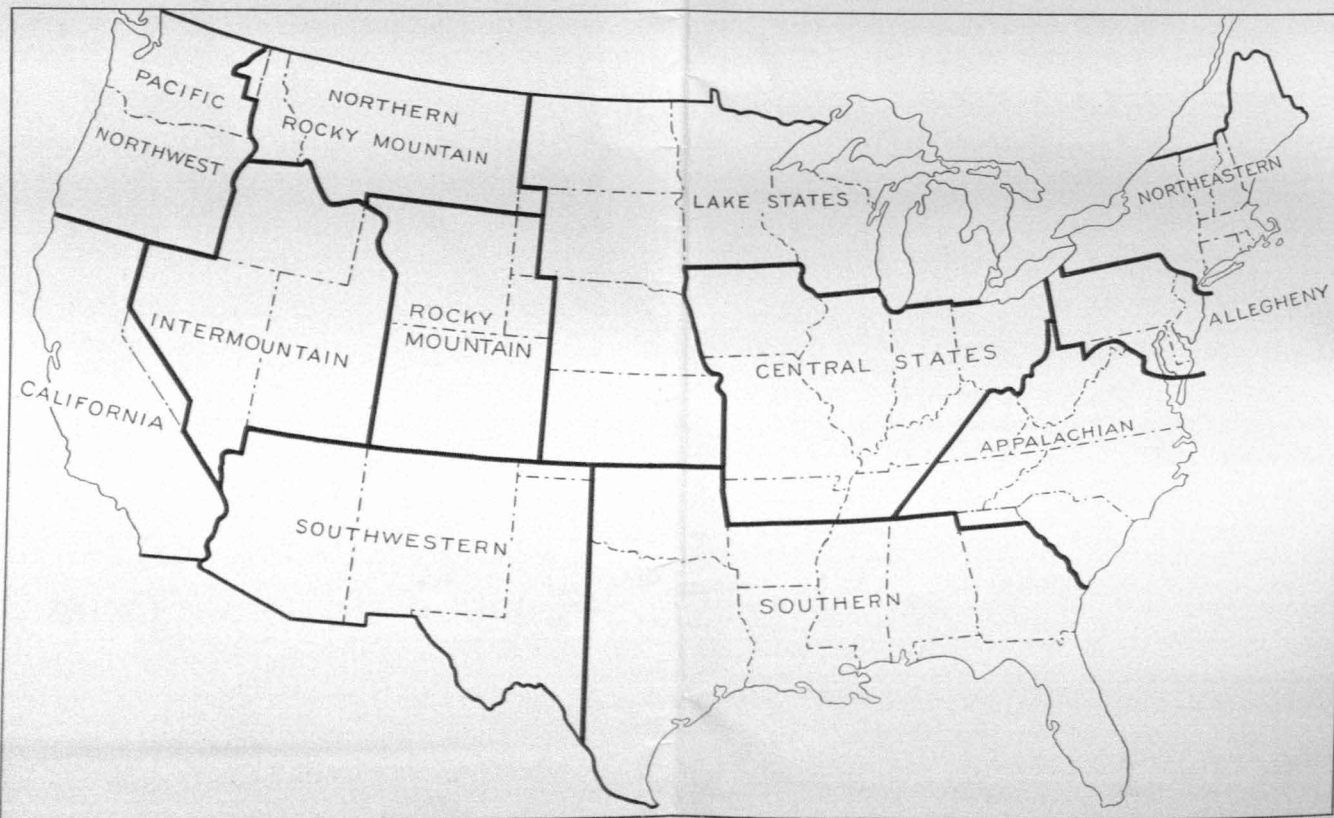 PACIFIC
NORTHWEST
NORTHERN
ROCKY MOUNTAIN
LAKE STATES
NORTHEASTERN
ALLEGHENY
INTERMOUNTAIN
ROCKY
MOUNTAIN
CENTRAL STATES
CALIFORNIA
APPALACHIAN
SOUTHWESTERN
SOUTHERN